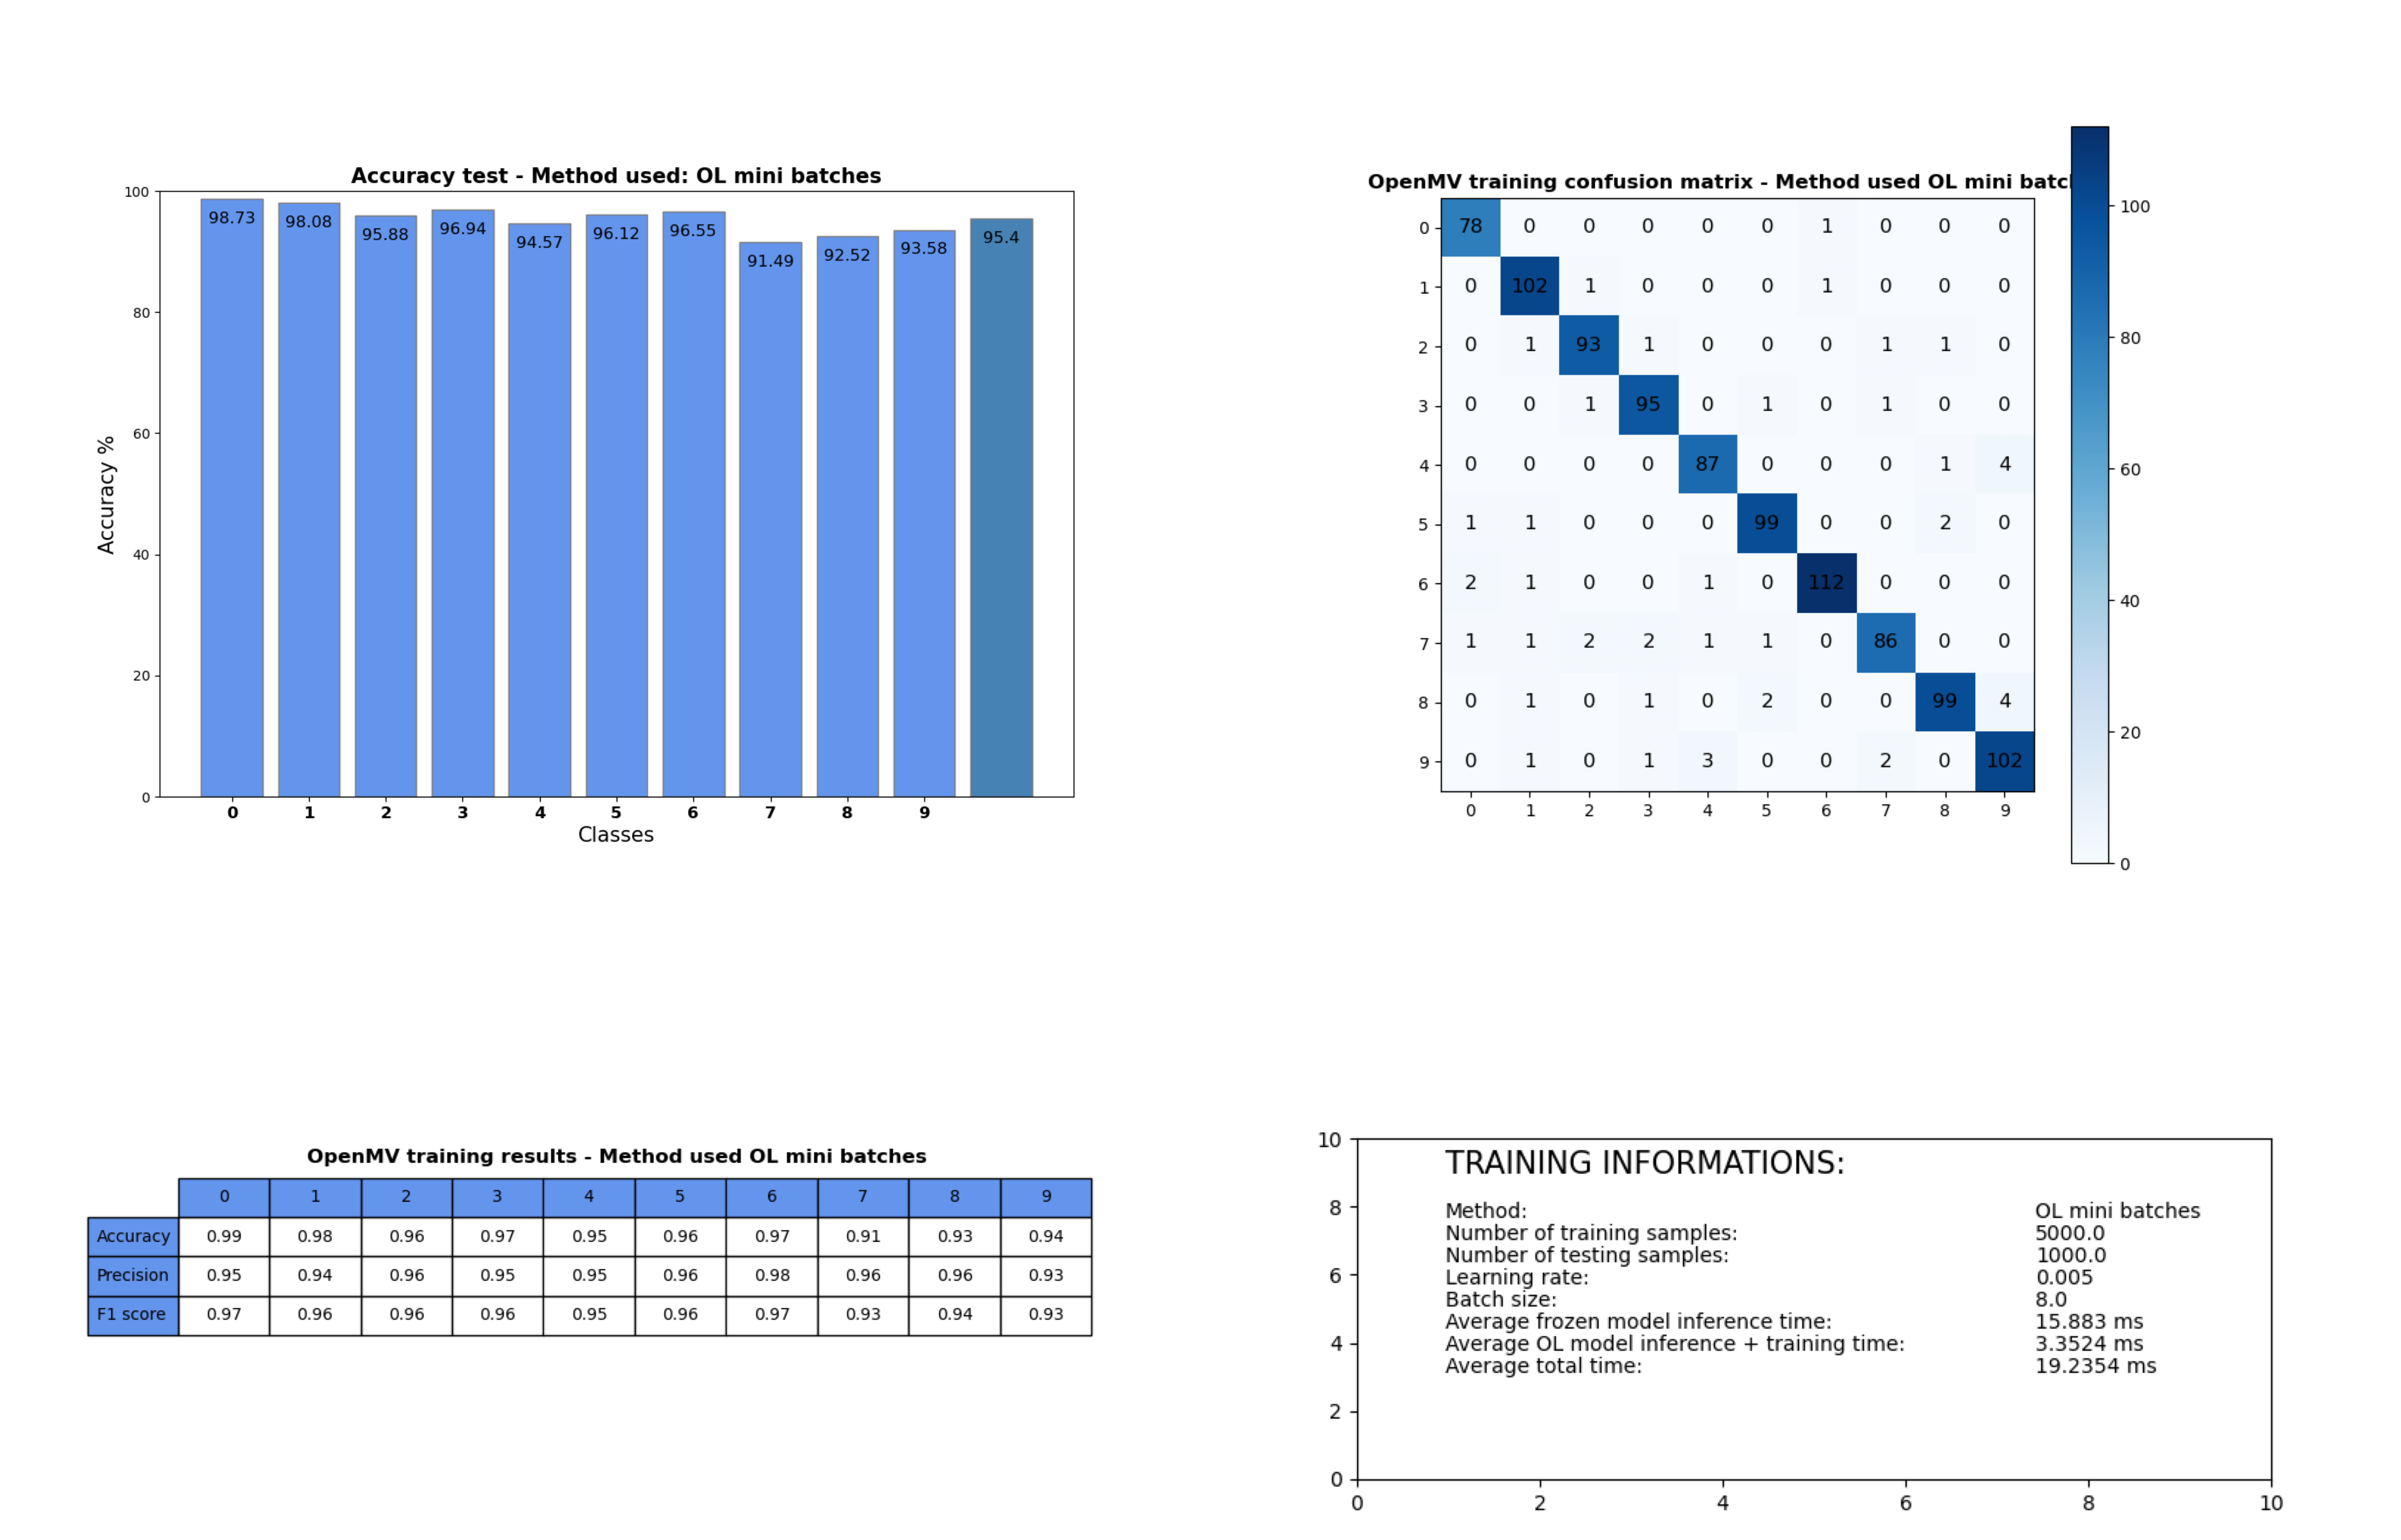 Accuracy test - Method used: OL mini batches
100
80
60
40
20
0
Accuracy %
98.73 98.08 95.88 96.94 94.57 96.12 96.55 91.49 92.52 93.58 95.4
0 1 2 3 4 5 6 7 8 9
Classes
OpenMV training confusion matrix - Method used OL mini batc
0 78 0 0 0 0 0 1 0 0 0
1 0 102 1 0 0 0 1 0 0 0
2 0 1 93 1 0 0 0 1 1 0
3 0 0 1 95 0 1 0 1 0 0
4 0 0 0 0 87 0 0 0 1 4
5 1 1 0 0 0 99 0 0 2 0
6 2 1 0 0 1 0 112 0 0 0
7 1 1 2 2 1 1 0 86 0 0
8 0 1 0 1 0 2 0 0 99 4
9 0 1 0 1 3 0 0 2 0 102
0 1 2 3 4 5 6 7 8 9
100
80
60
40
20
0
OpenMV training results - Method used OL mini batches
0 1 2 3 4 5 6 7 8 9
Accuracy 0.99 0.98 0.96 0.97 0.95 0.96 0.97 0.91 0.93 0.94
Precision 0.95 0.94 0.96 0.95 0.95 0.96 0.98 0.96 0.96 0.93
F1 score 0.97 0.96 0.96 0.96 0.95 0.96 0.97 0.93 0.94 0.93
10
8
6
4
2
0
TRAINING INFORMATIONS:
Method: OL mini batches
Number of training samples: 5000.0
Number of testing samples: 1000.0
Learning rate: 0.005
Batch size: 8.0
Average frozen model inference time: 15.883 ms
Average OL model inference + training time: 3.3524 ms
Average total time: 19.2354 ms
0 2 4 6 8 10